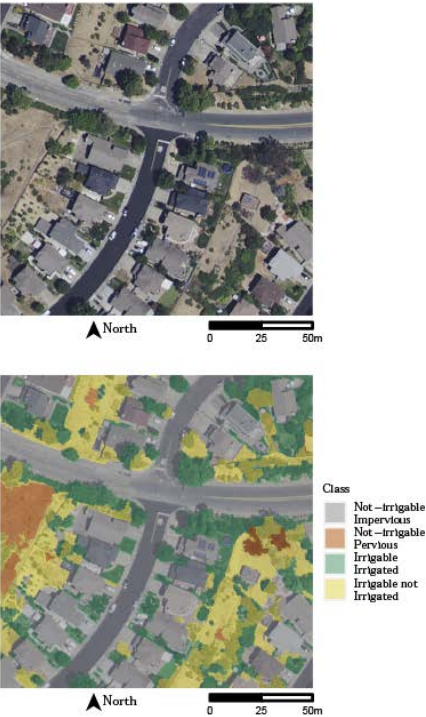 North
0 25 50m
Class
Not-irrigable
Impervious
Not-irrigable
Pervious
Irrigable
Irrigated
Irrigable not
Irrigated
North
0 25 50m